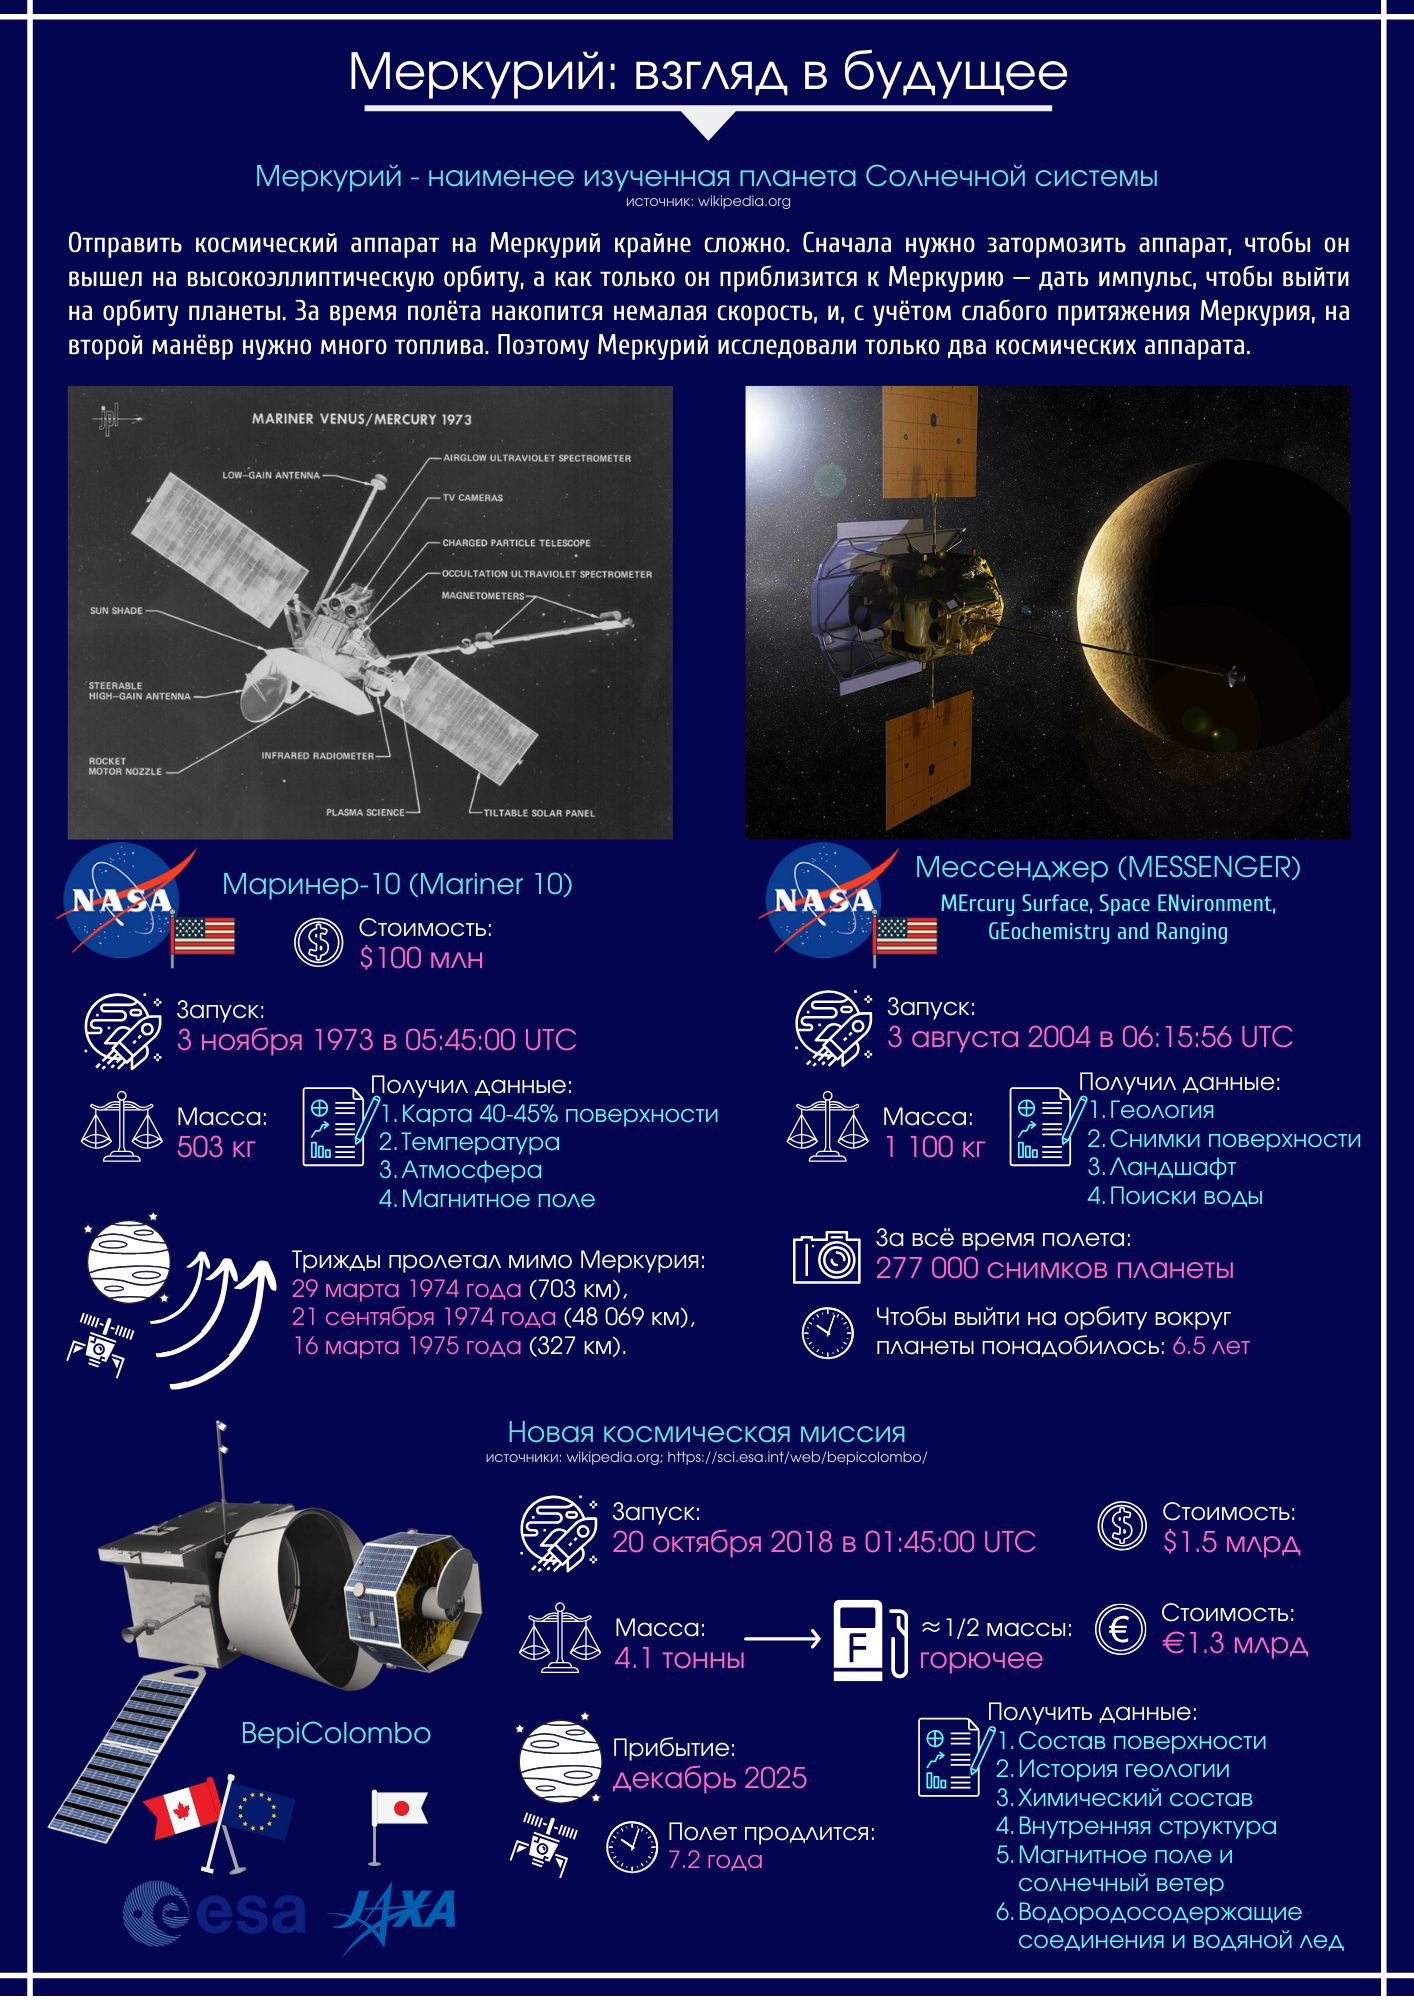 Меркурий: взгляд в будущее
Меркурий - наименее изученная планета Солнечной системы
источник: wikipedia.org
Отправить космический аппарат на Меркурий крайне сложно. Сначала нужно затормозить аппарат, чтобы он
вышел на высокоэллиптическую орбиту, а как только он приблизится к Меркурию — дать импульс, чтобы выйти
на орбиту планеты. За время полёта накопится немалая скорость, и, с учётом слабого притяжения Меркурия, на
второй манёвр нужно много топлива. Поэтому Меркурий исследовали только два космических аппарата.
jpl
MARINER VENUS/MERCURY 1973
AIRGLOW ULTRAVIOLET SPECTROMETER
LOW-GAIN ANTENNA
TV CAMERAS
CHARGED PARTICLE TELESCOPE
OCCULTATION ULTRAVIOLET SPECTROMETER
MAGNETOMETERS
SUN SHADE
STEERABLE
HIGH-GAIN ANTENNA
INFRARED RADIOMETER
ROCKET
MOTOR NOZZLE
PLASMA SCIENCE
TILTABLE SOLAR PANEL
NASA
Маринер-10 (Mariner 10)
Стоимость:
$100 млн
Запуск:
3 ноября 1973 в 05:45:00 UTC
Масса:
503 кг
Получил данные:
1. Карта 40-45% поверхности
2. Температура
3. Атмосфера
4. Магнитное поле
Трижды пролетал мимо Меркурия:
29 марта 1974 года (703 км),
21 сентября 1974 года (48 069 км),
16 марта 1975 года (327 км).
NASA
Мессенджер (MESSENGER)
MErcury Surface, Space ENvironment,
GEochemistry and Ranging
Запуск:
3 августа 2004 в 06:15:56 UTC
Масса:
1 100 кг
Получил данные:
1. Геология
2. Снимки поверхности
3. Ландшафт
4. Поиски воды
За всё время полета:
277 000 снимков планеты
Чтобы выйти на орбиту вокруг
планеты понадобилось: 6.5 лет
Новая космическая миссия
источники: wikipedia.org; https://sci.esa.int/web/bepicolombo/
Запуск:
20 октября 2018 в 01:45:00 UTC
Стоимость:
$1.5 млрд
Масса:
4.1 тонны
F
≈1/2 массы:
горючее
Стоимость:
€1.3 млрд
BepiColombo
Прибытие:
декабрь 2025
Полет продлится:
7.2 года
Получить данные:
1. Состав поверхности
2. История геологии
3. Химический состав
4. Внутренняя структура
5. Магнитное поле и
солнечный ветер
6. Водородосодержащие
соединения и водяной лед
esa
JAXA